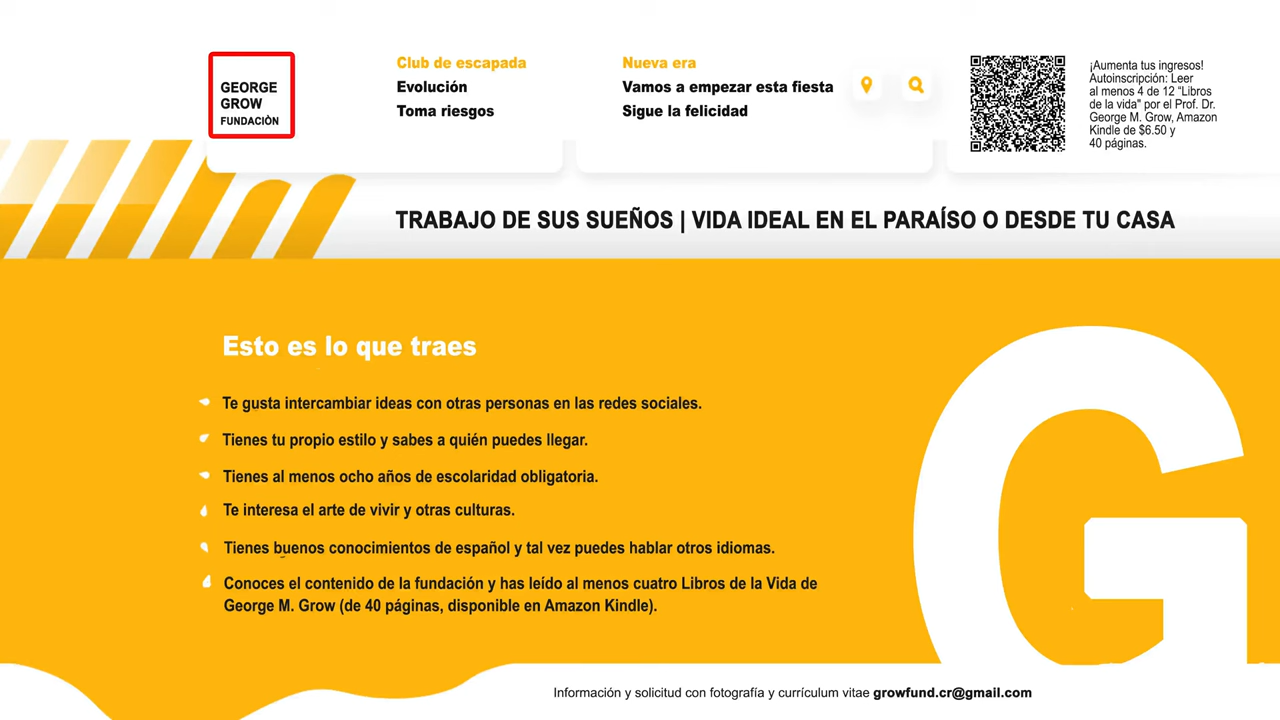 GEORGE
GROW
FUNDACIÒN
Club de escapada
Evolución
Toma riesgos
Nueva era
Vamos a empezar esta fiesta
Sigue la felicidad
¡Aumenta tus ingresos!
Autoinscripción: Leer
al menos 4 de 12 "Libros
de la vida" por el Prof. Dr.
George M. Grow, Amazon
Kindle de $6.50 y
40 páginas.
TRABAJO DE SUS SUEÑOS | VIDA IDEAL EN EL PARAÍSO O DESDE TU CASA
Esto es lo que traes
Te gusta intercambiar ideas con otras personas en las redes sociales.
Tienes tu propio estilo y sabes a quién puedes llegar.
Tienes al menos ocho años de escolaridad obligatoria.
Te interesa el arte de vivir y otras culturas.
Tienes buenos conocimientos de español y tal vez puedes hablar otros idiomas.
Conoces el contenido de la fundación y has leído al menos cuatro Libros de la Vida de
George M. Grow (de 40 páginas, disponible en Amazon Kindle).
G
Información y solicitud con fotografía y currículum vitae growfund.cr@gmail.com